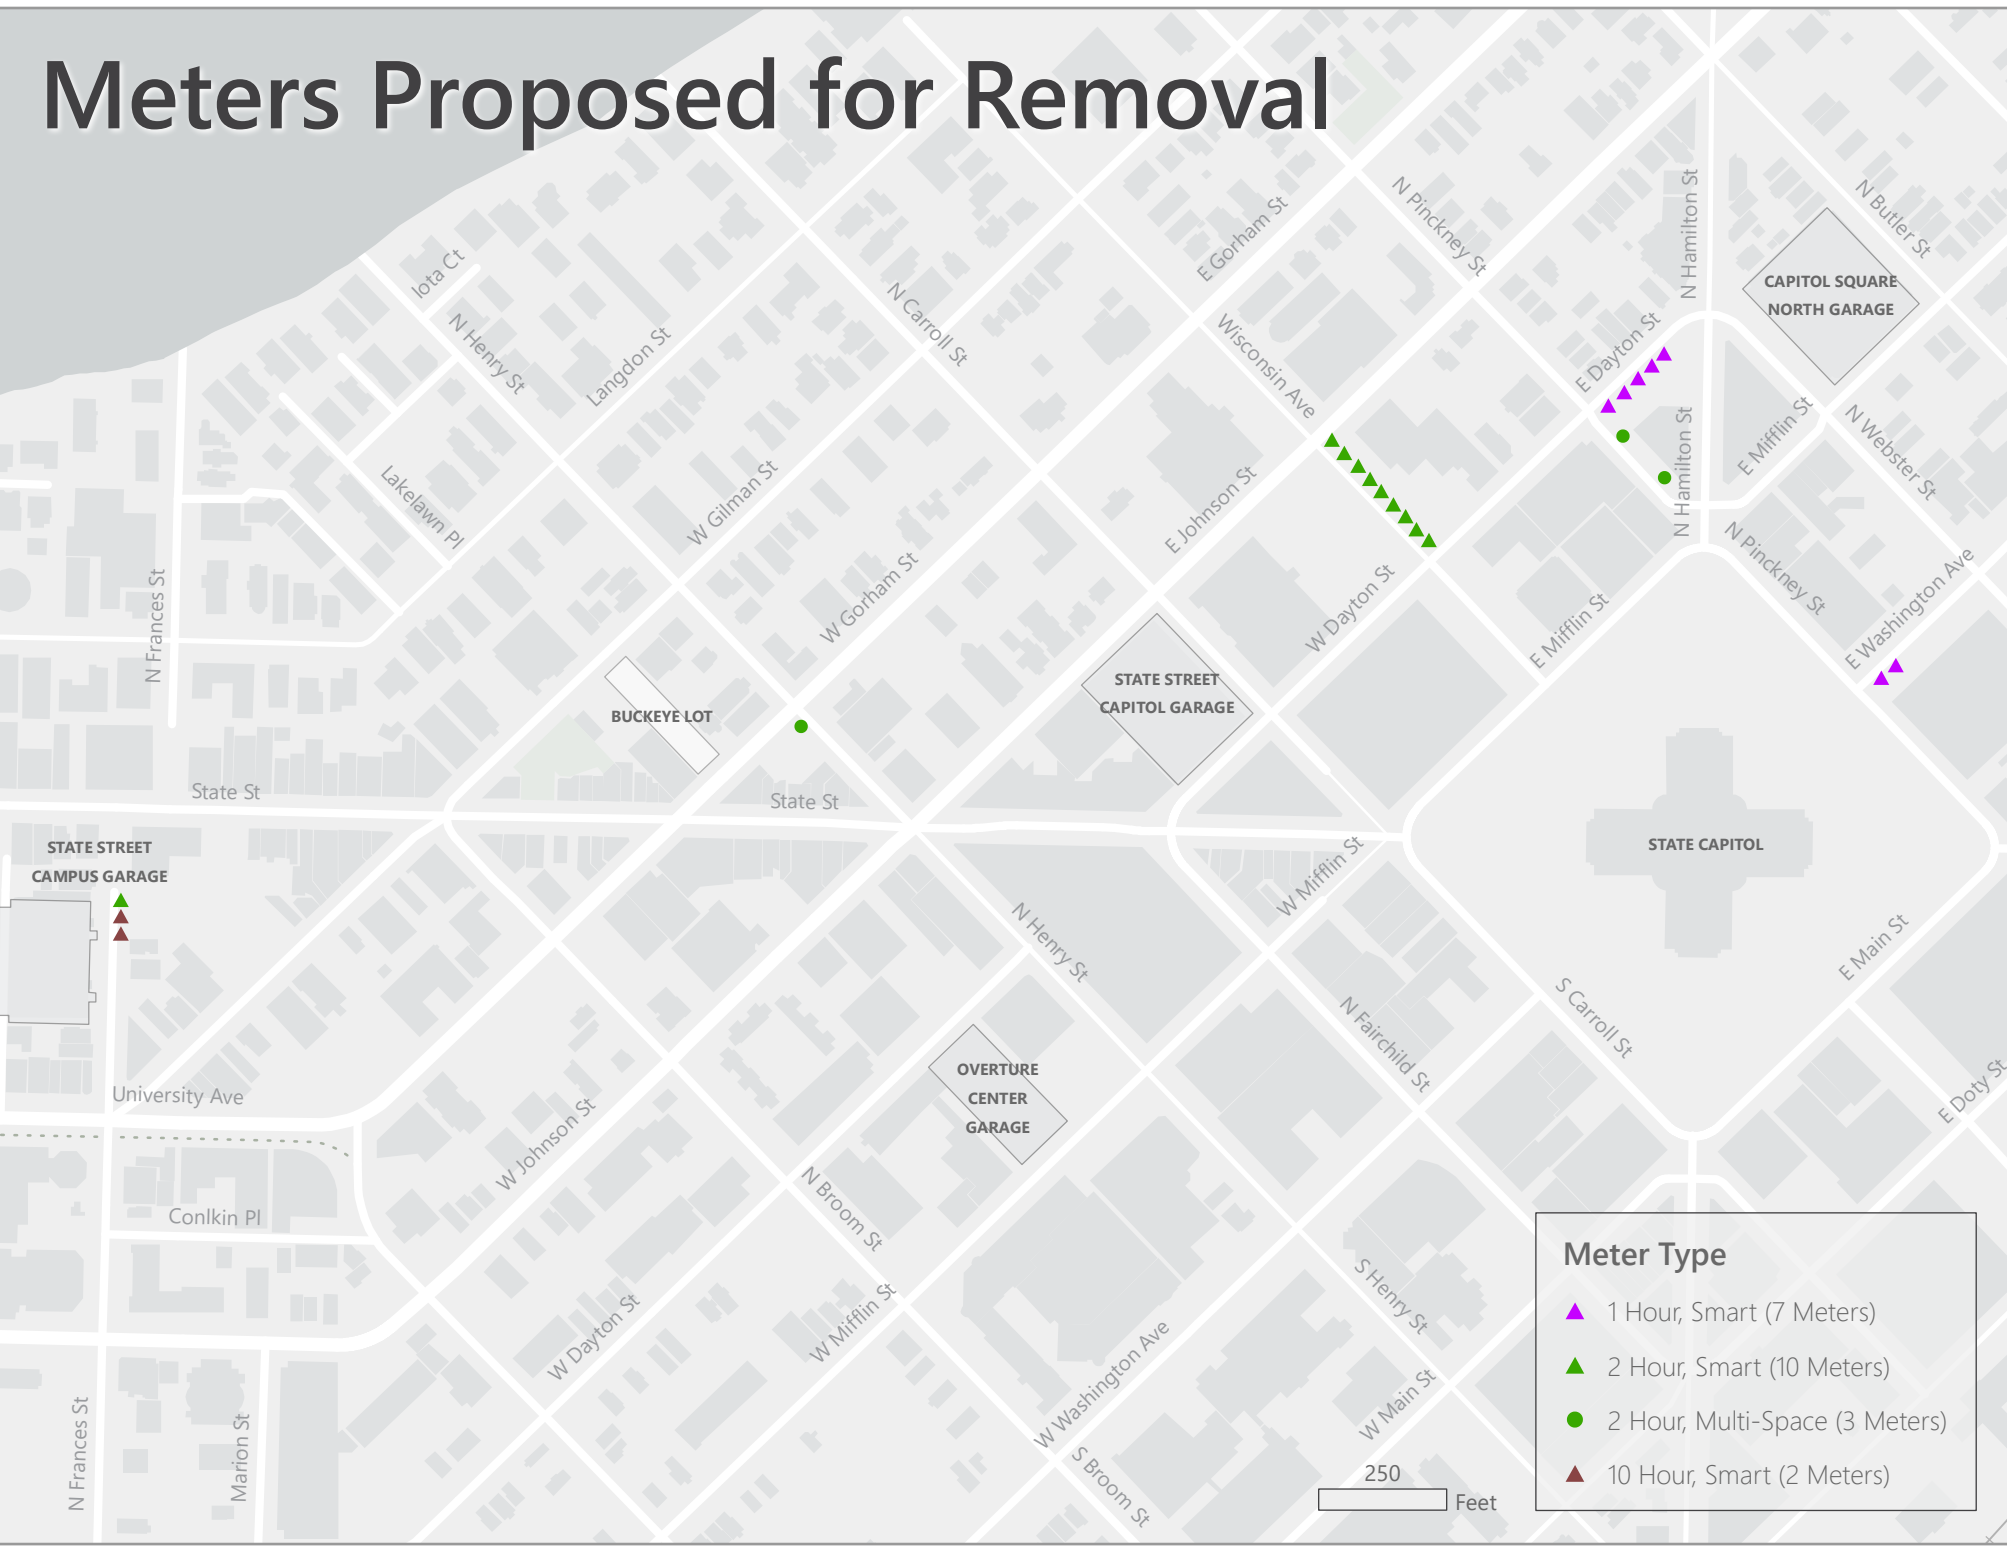 Meters Proposed for Removal
Iota Ct
N Henry St
Langdon St
N Carroll St
E Gorham St
N Pinckney St
N Hamilton St
N Butler St
CAPITOL SQUARE
NORTH GARAGE
Wisconsin Ave
E Dayton St
N Hamilton St
E Mifflin St
N Webster St
Lakelawn Pl
W Gilman St
E Johnson St
N Frances St
W Gorham St
W Dayton St
E Mifflin St
N Pinckney St
E Washington Ave
BUCKEYE LOT
STATE STREET
CAPITOL GARAGE
State St
State St
STATE STREET
CAMPUS GARAGE
W Mifflin St
STATE CAPITOL
N Henry St
E Main St
S Carroll St
N Fairchild St
OVERTURE
CENTER
GARAGE
University Ave
E Doty St
W Johnson St
Conlkin Pl
N Broom St
W Dayton St
W Mifflin St
S Henry St
W Washington Ave
W Main St
N Frances St
Marion St
S Broom St
250
Feet
Meter Type
1 Hour, Smart (7 Meters)
2 Hour, Smart (10 Meters)
2 Hour, Multi-Space (3 Meters)
10 Hour, Smart (2 Meters)